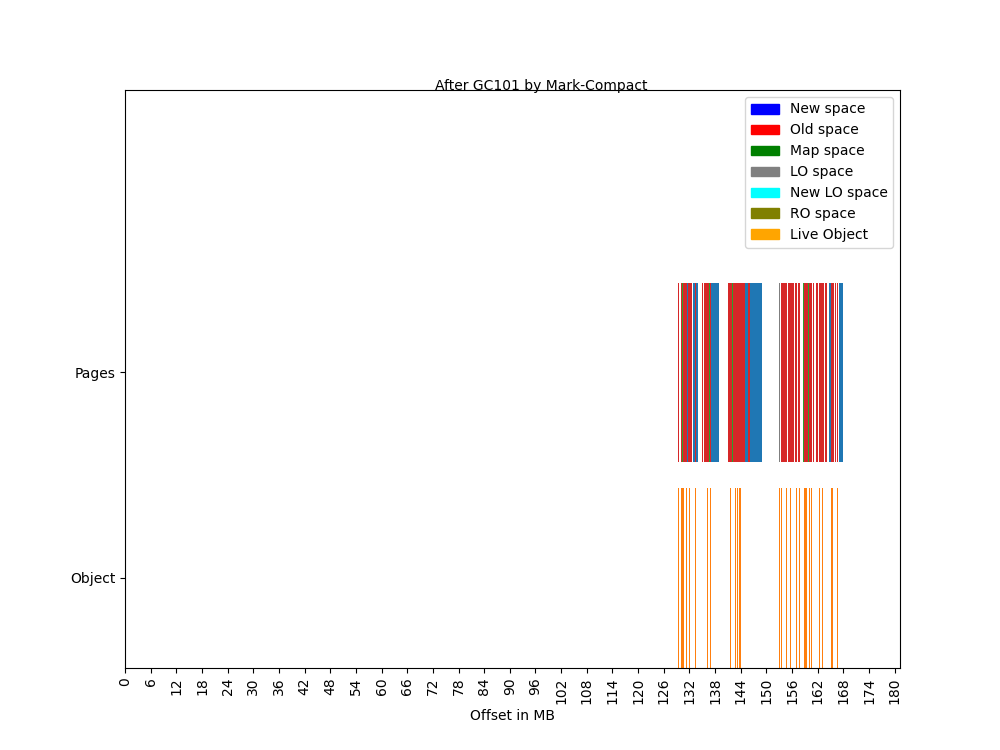 After GC101 by Mark-Compact
New space
Old space
Map space
LO space
New LO space
RO space
Live Object
Pages
Object
0 6 12 18 24 30 36 42 48 54 60 66 72 78 84 90 96 102 108 114 120 126 132 138 144 150 156 162 168 174 180
Offset in MB